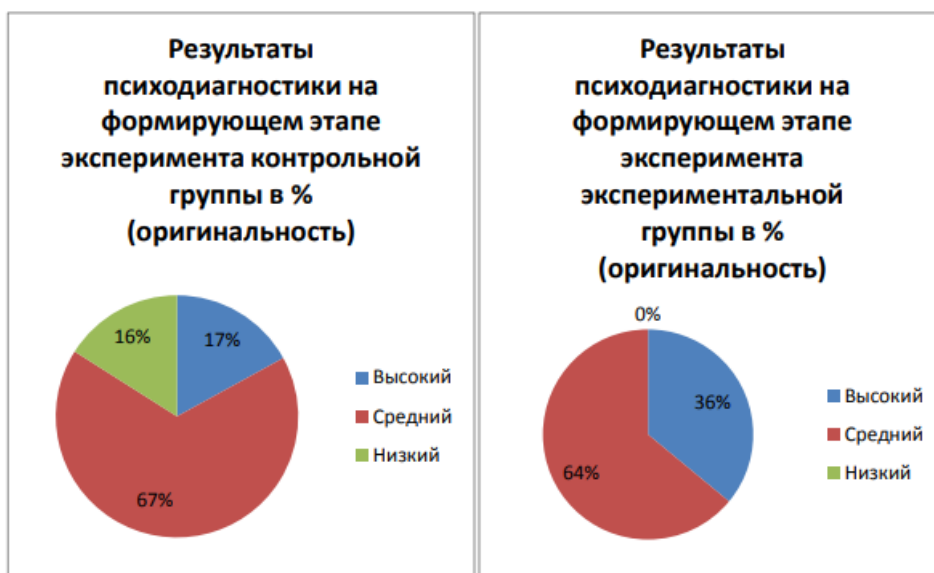 Результаты
психодиагностики на
формирующем этапе
эксперимента контрольной
группы в %
(оригинальность)
16%
17%
67%
Высокий
Средний
Низкий
Результаты
психодиагностики на
формирующем этапе
эксперимента
экспериментальной
группы в %
(оригинальность)
0%
36%
64%
Высокий
Средний
Низкий